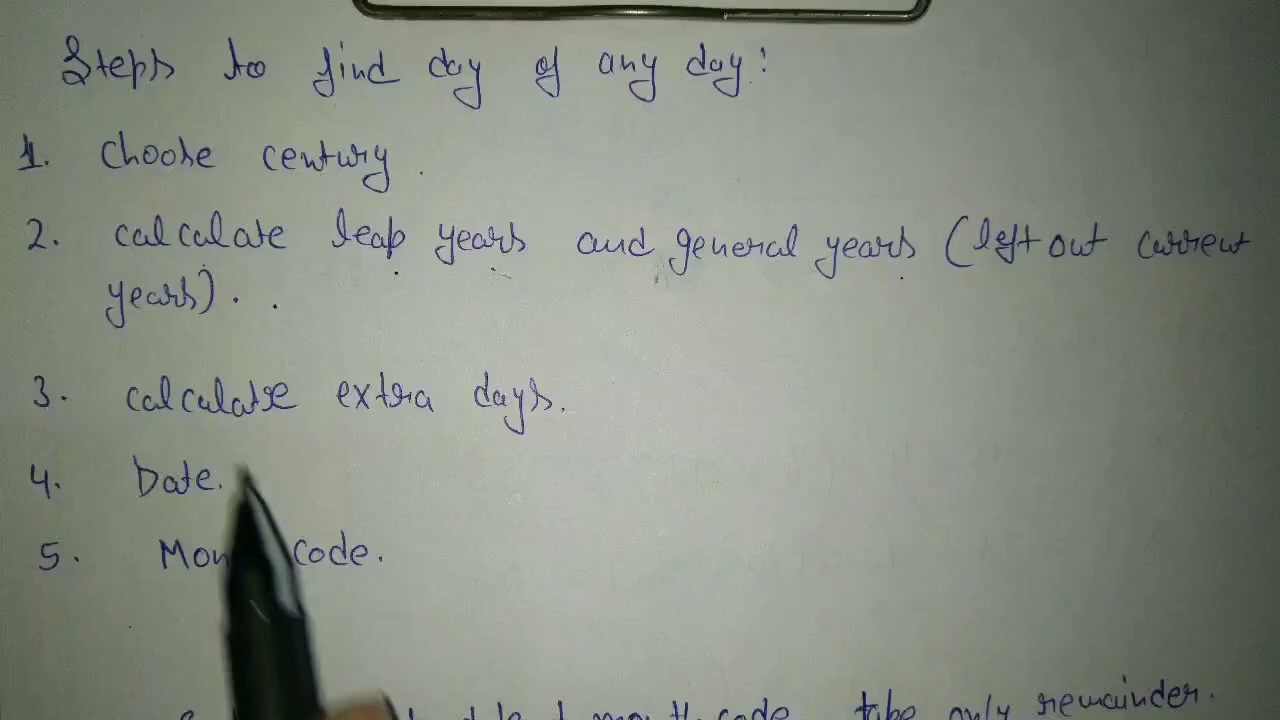 Steps to find day of any day:
1. Choose century.
2. calculate leap years and general years (left out current
years).
3. calculate extra days.
4. Date.
5. Mon code.
month code take only remainder.